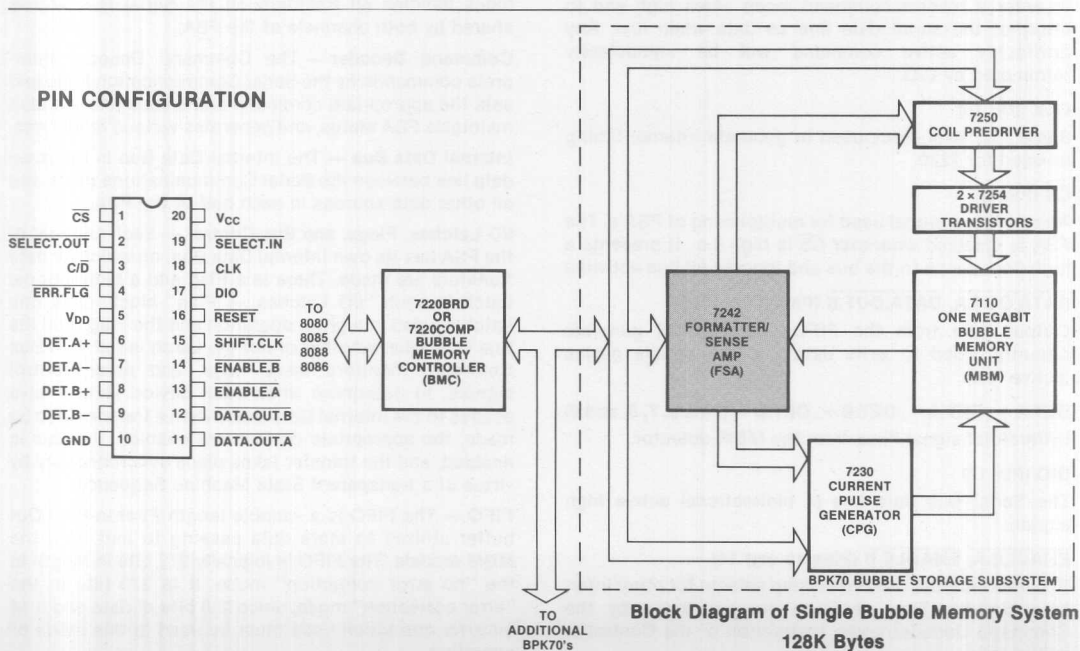 PIN CONFIGURATION
CS 1 20 VCC
SELECT.OUT 2 19 SELECT.IN
C/D 3 18 CLK
ERR.FLG 4 17 DIO
VDD 5 16 RESET
DET.A+ 6 15 SHIFT.CLK
DET.A− 7 14 ENABLE.B
DET.B+ 8 13 ENABLE.A
DET.B− 9 12 DATA.OUT.B
GND 10 11 DATA.OUT.A
TO
8080
8085
8088
8086
7220BRD
OR
7220COMP
BUBBLE
MEMORY
CONTROLLER
(BMC)
7242
FORMATTER/
SENSE
AMP
(FSA)
7250
COIL PREDRIVER
2 x 7254
DRIVER
TRANSISTORS
7110
ONE MEGABIT
BUBBLE
MEMORY
UNIT
(MBM)
7230
CURRENT
PULSE
GENERATOR
(CPG)
BPK70 BUBBLE STORAGE SUBSYSTEM
TO
ADDITIONAL
BPK70's
Block Diagram of Single Bubble Memory System
128K Bytes